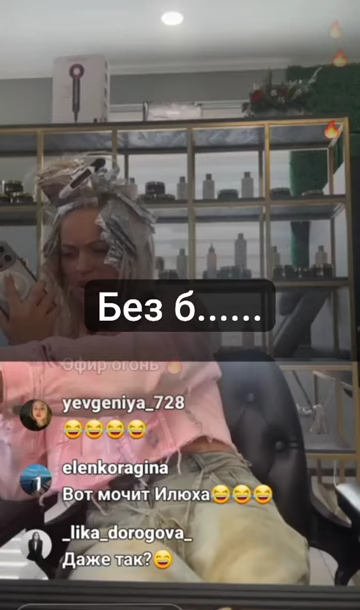 Без б......
Эфир огонь 🔥
yevgeniya_728
😂😂😂😂
elenkoragina
Вот мочит Илюха😂😂😂
_lika_dorogova_
Даже так?😂